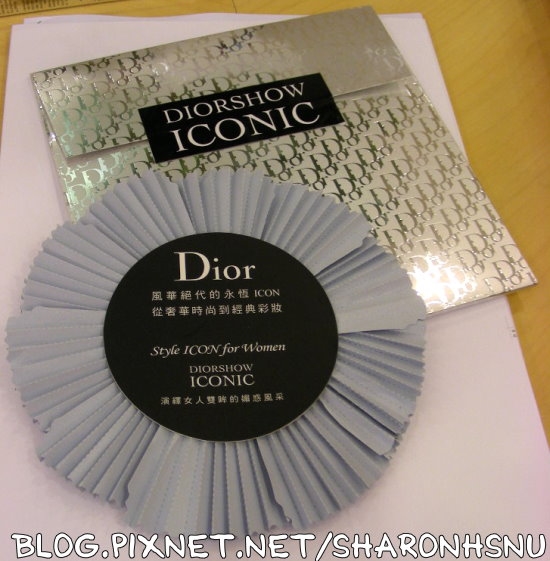 DIORSHOW
ICONIC
Dior
風華絕代的永恆 ICON
從奢華時尚到經典彩妝
Style ICON for Women
DIORSHOW
ICONIC
演繹女人雙眸的媚惑風采
BLOG.PIXNET.NET/SHARONHSNU